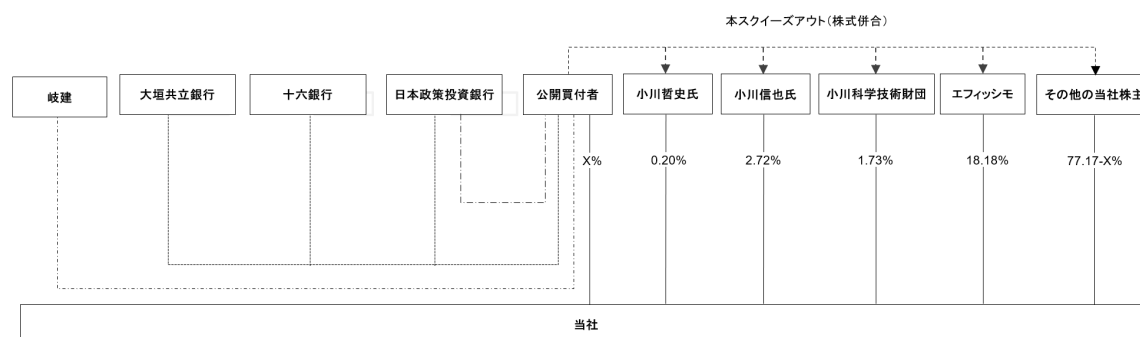 本スクイーズアウト（株式併合）
岐建
大垣共立銀行
十六銀行
日本政策投資銀行
公開買付者
小川哲史氏
小川信也氏
小川科学技術財団
エフィッシモ
その他の当社株主
X%
0.20%
2.72%
1.73%
18.18%
77.17-X%
当社